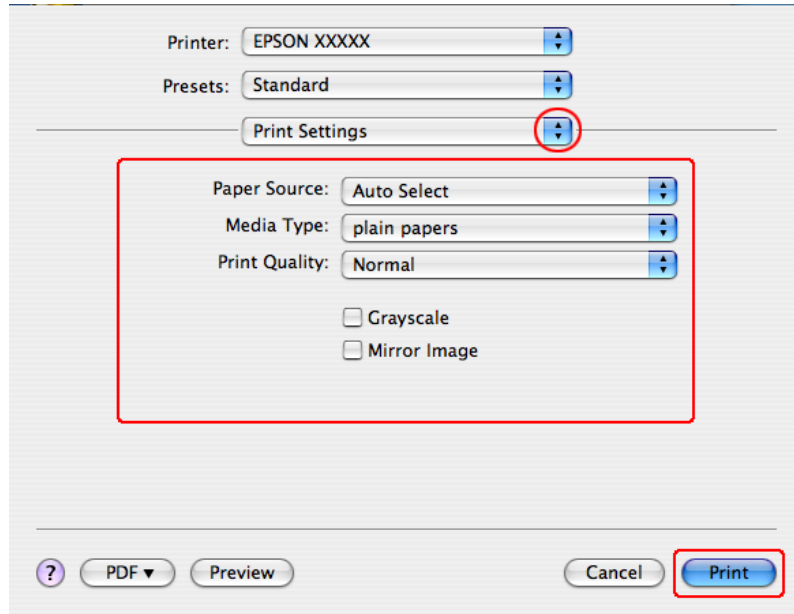 Printer: EPSON XXXXX
Presets: Standard
Print Settings
Paper Source: Auto Select
Media Type: plain papers
Print Quality: Normal
Grayscale
Mirror Image
? PDF▼ Preview Cancel Print